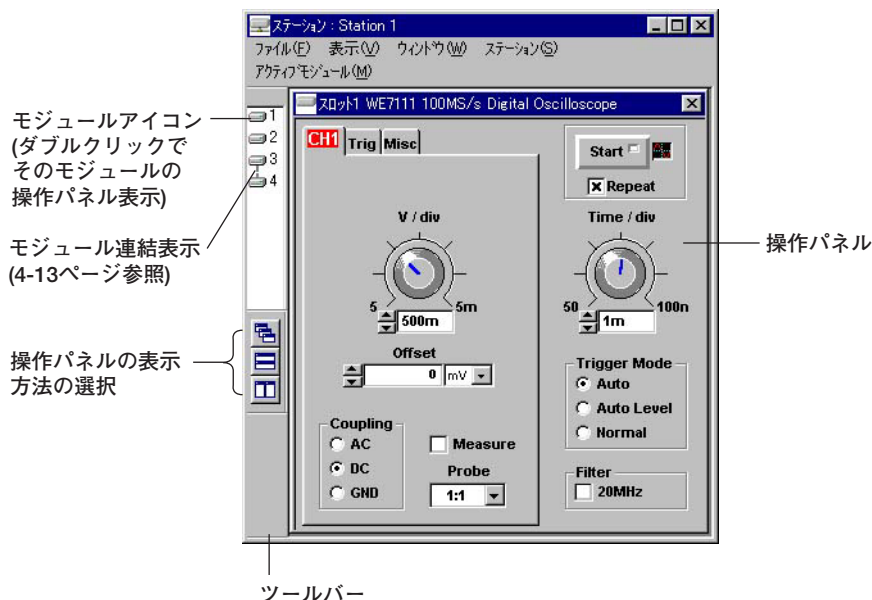 ステーション : Station 1
ファイル(F) 表示(V) ウィンドウ(W) ステーション(S)
アクティブモジュール(M)
モジュールアイコン
(ダブルクリックで
そのモジュールの
操作パネル表示)
モジュール連結表示
(4-13ページ参照)
操作パネルの表示
方法の選択
1
2
3
4
スロット1 WE7111 100MS/s Digital Oscilloscope
CH1 Trig Misc
Start
Repeat
V / div
5 5m
500m
Offset
0 mV
Coupling
AC
DC
GND
Measure
Probe
1:1
Time / div
50 100n
1m
Trigger Mode
Auto
Auto Level
Normal
Filter
20MHz
操作パネル
ツールバー